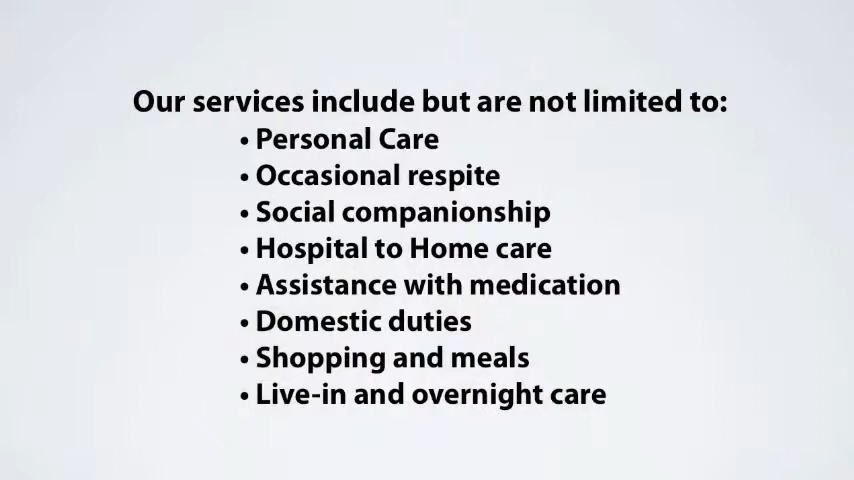 Our services include but are not limited to:
• Personal Care
• Occasional respite
• Social companionship
• Hospital to Home care
• Assistance with medication
• Domestic duties
• Shopping and meals
• Live-in and overnight care